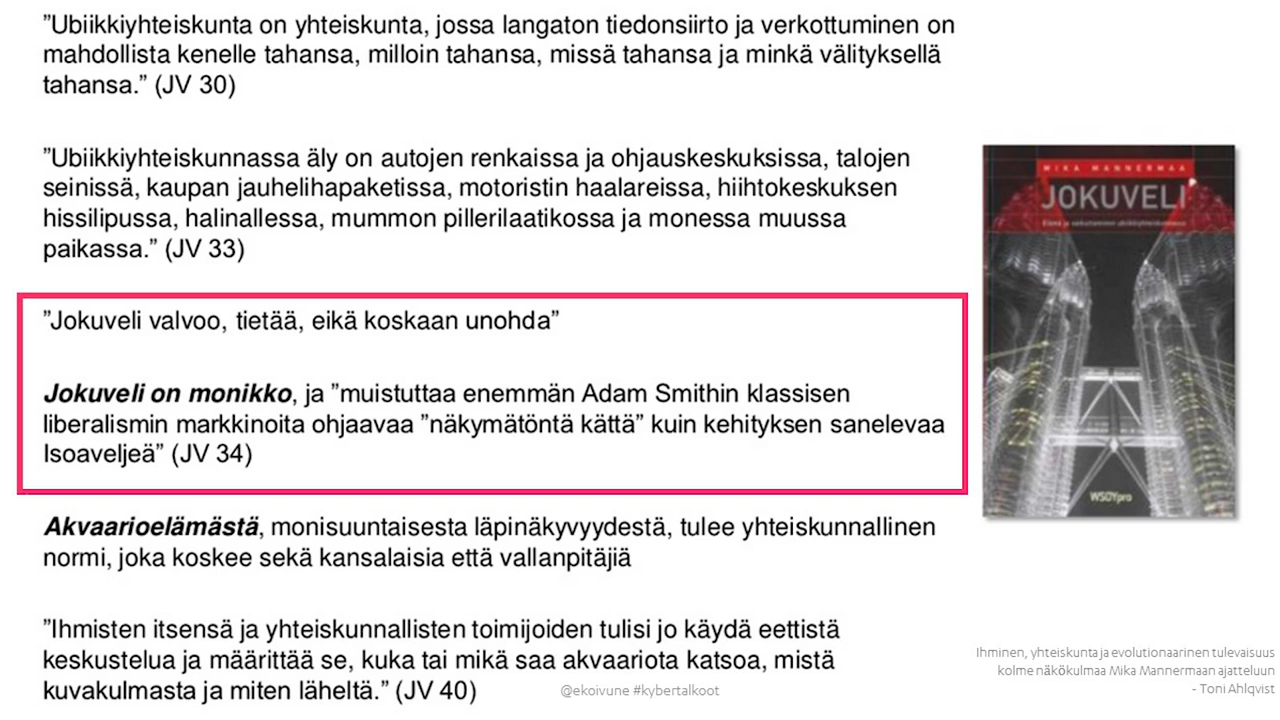 ”Ubiikkiyhteiskunta on yhteiskunta, jossa langaton tiedonsiirto ja verkottuminen on
mahdollista kenelle tahansa, milloin tahansa, missä tahansa ja minkä välityksellä
tahansa.” (JV 30)
”Ubiikkiyhteiskunnassa äly on autojen renkaissa ja ohjauskeskuksissa, talojen
seinissä, kaupan jauhelihapaketissa, motoristin haalareissa, hiihtokeskuksen
hissilipussa, halinallessa, mummon pillerilaatikossa ja monessa muussa
paikassa.” (JV 33)
”Jokuveli valvoo, tietää, eikä koskaan unohda”
Jokuveli on monikko, ja ”muistuttaa enemmän Adam Smithin klassisen
liberalismin markkinoita ohjaavaa ”näkymätöntä kättä” kuin kehityksen sanelevaa
Isoaveljeä” (JV 34)
Akvaarioelämästä, monisuuntaisesta läpinäkyvyydestä, tulee yhteiskunnallinen
normi, joka koskee sekä kansalaisia että vallanpitäjiä
”Ihmisten itsensä ja yhteiskunnallisten toimijoiden tulisi jo käydä eettistä
keskustelua ja määrittää se, kuka tai mikä saa akvaariota katsoa, mistä
kuvakulmasta ja miten läheltä.” (JV 40)
MIKA MANNERMAA
JOKUVELI
Elämä ja vaikuttaminen ubiikkiyhteiskunnassa
WSOYpro
Ihminen, yhteiskunta ja evolutionaarinen tulevaisuus
kolme näkökulmaa Mika Mannermaan ajatteluun
- Toni Ahlqvist
@ekoivune #kybertalkoot